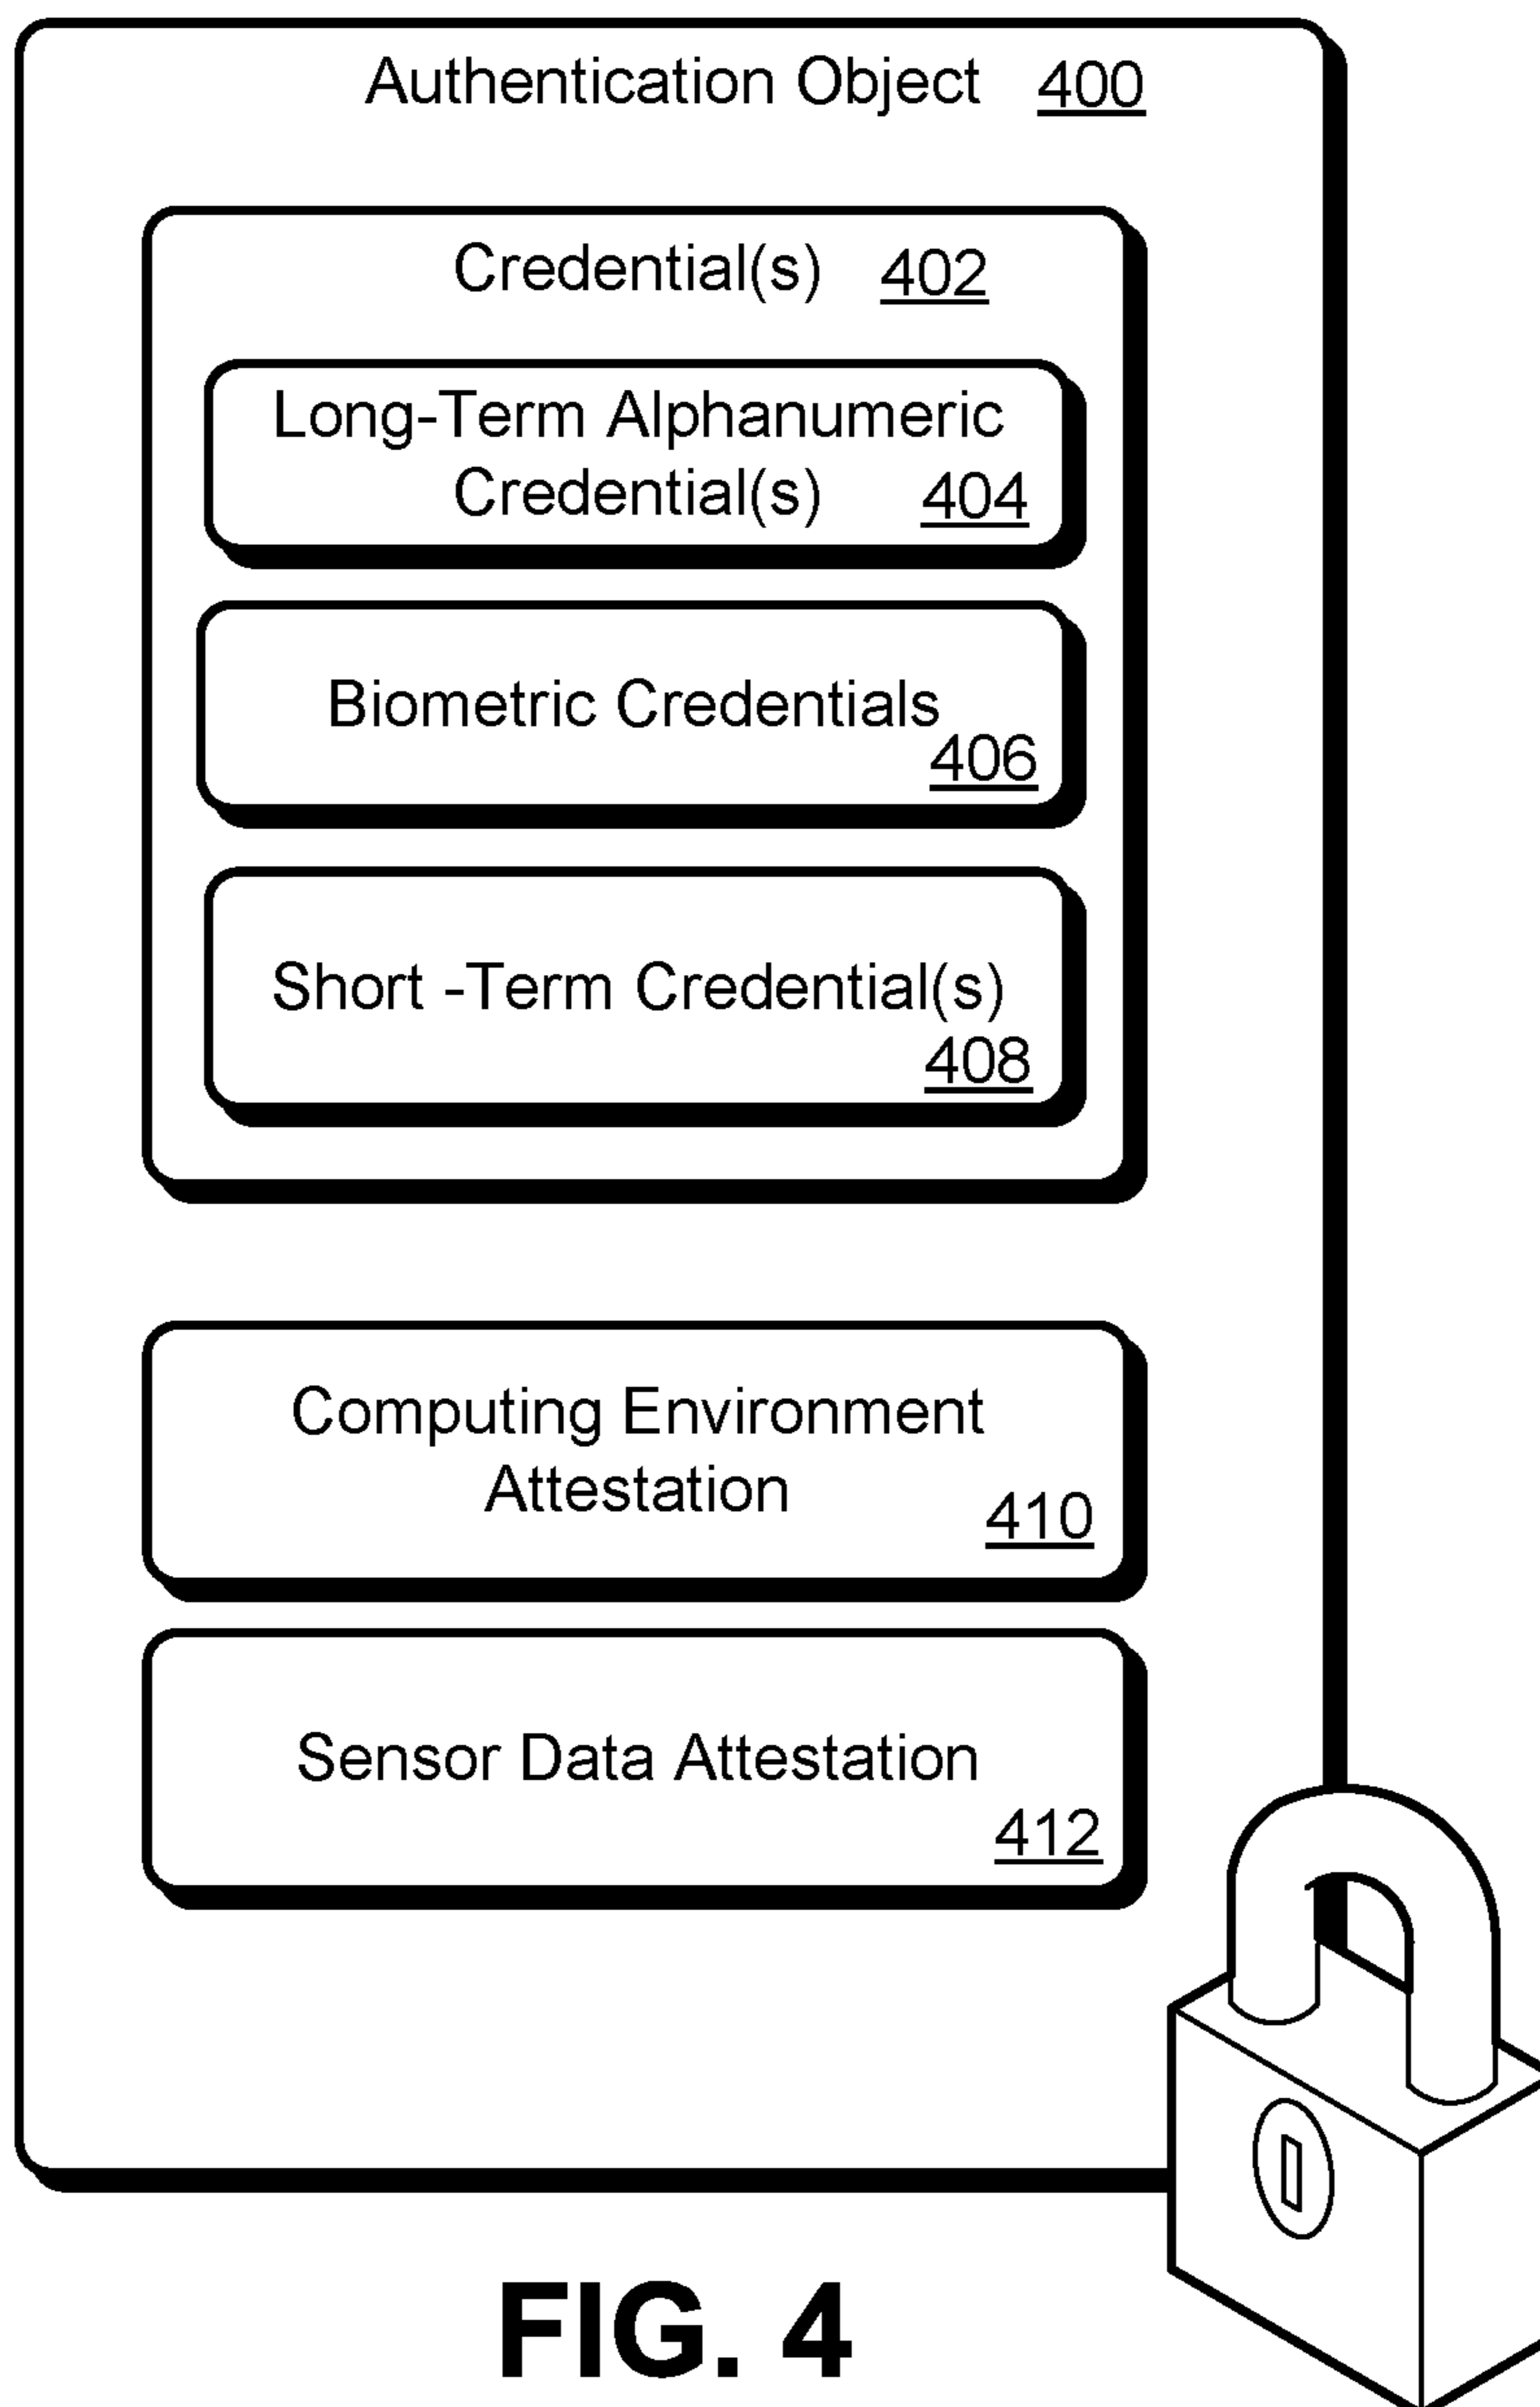 Authentication Object 400
Credential(s) 402
Long-Term Alphanumeric
Credential(s) 404
Biometric Credentials
406
Short -Term Credential(s)
408
Computing Environment
Attestation
410
Sensor Data Attestation
412
FIG. 4